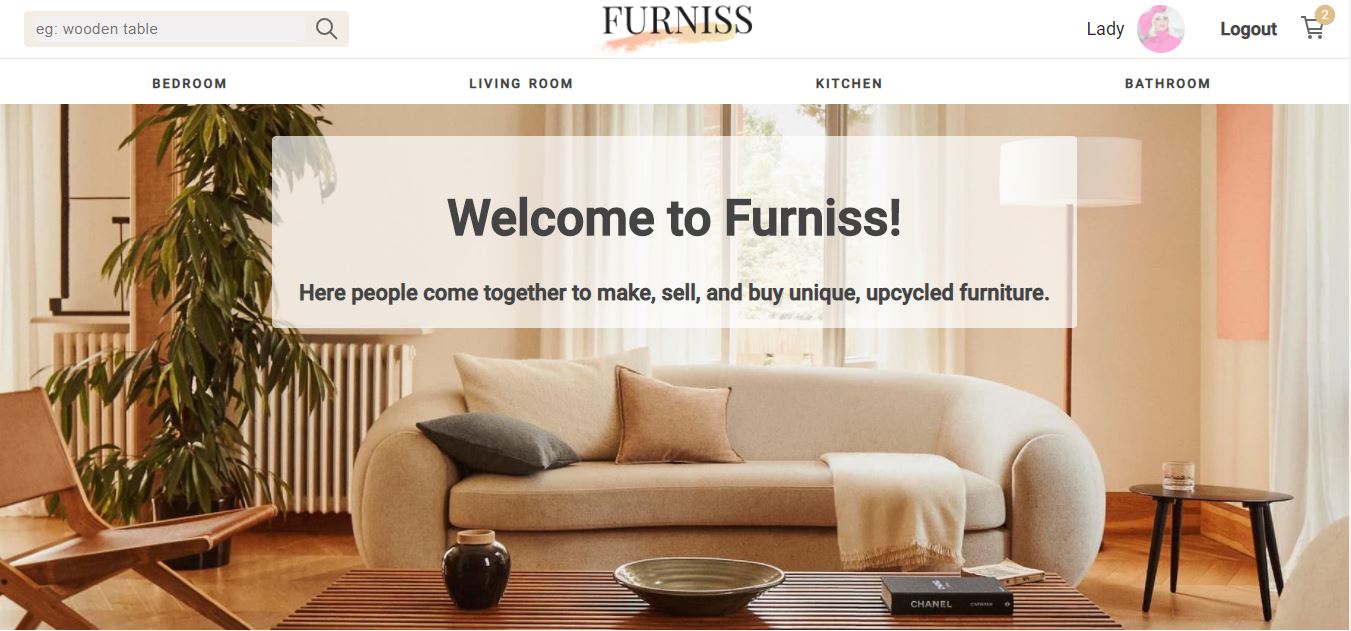 eg: wooden table
FURNISS
Lady
Logout
2
BEDROOM
LIVING ROOM
KITCHEN
BATHROOM
Welcome to Furniss!
Here people come together to make, sell, and buy unique, upcycled furniture.
CHANEL